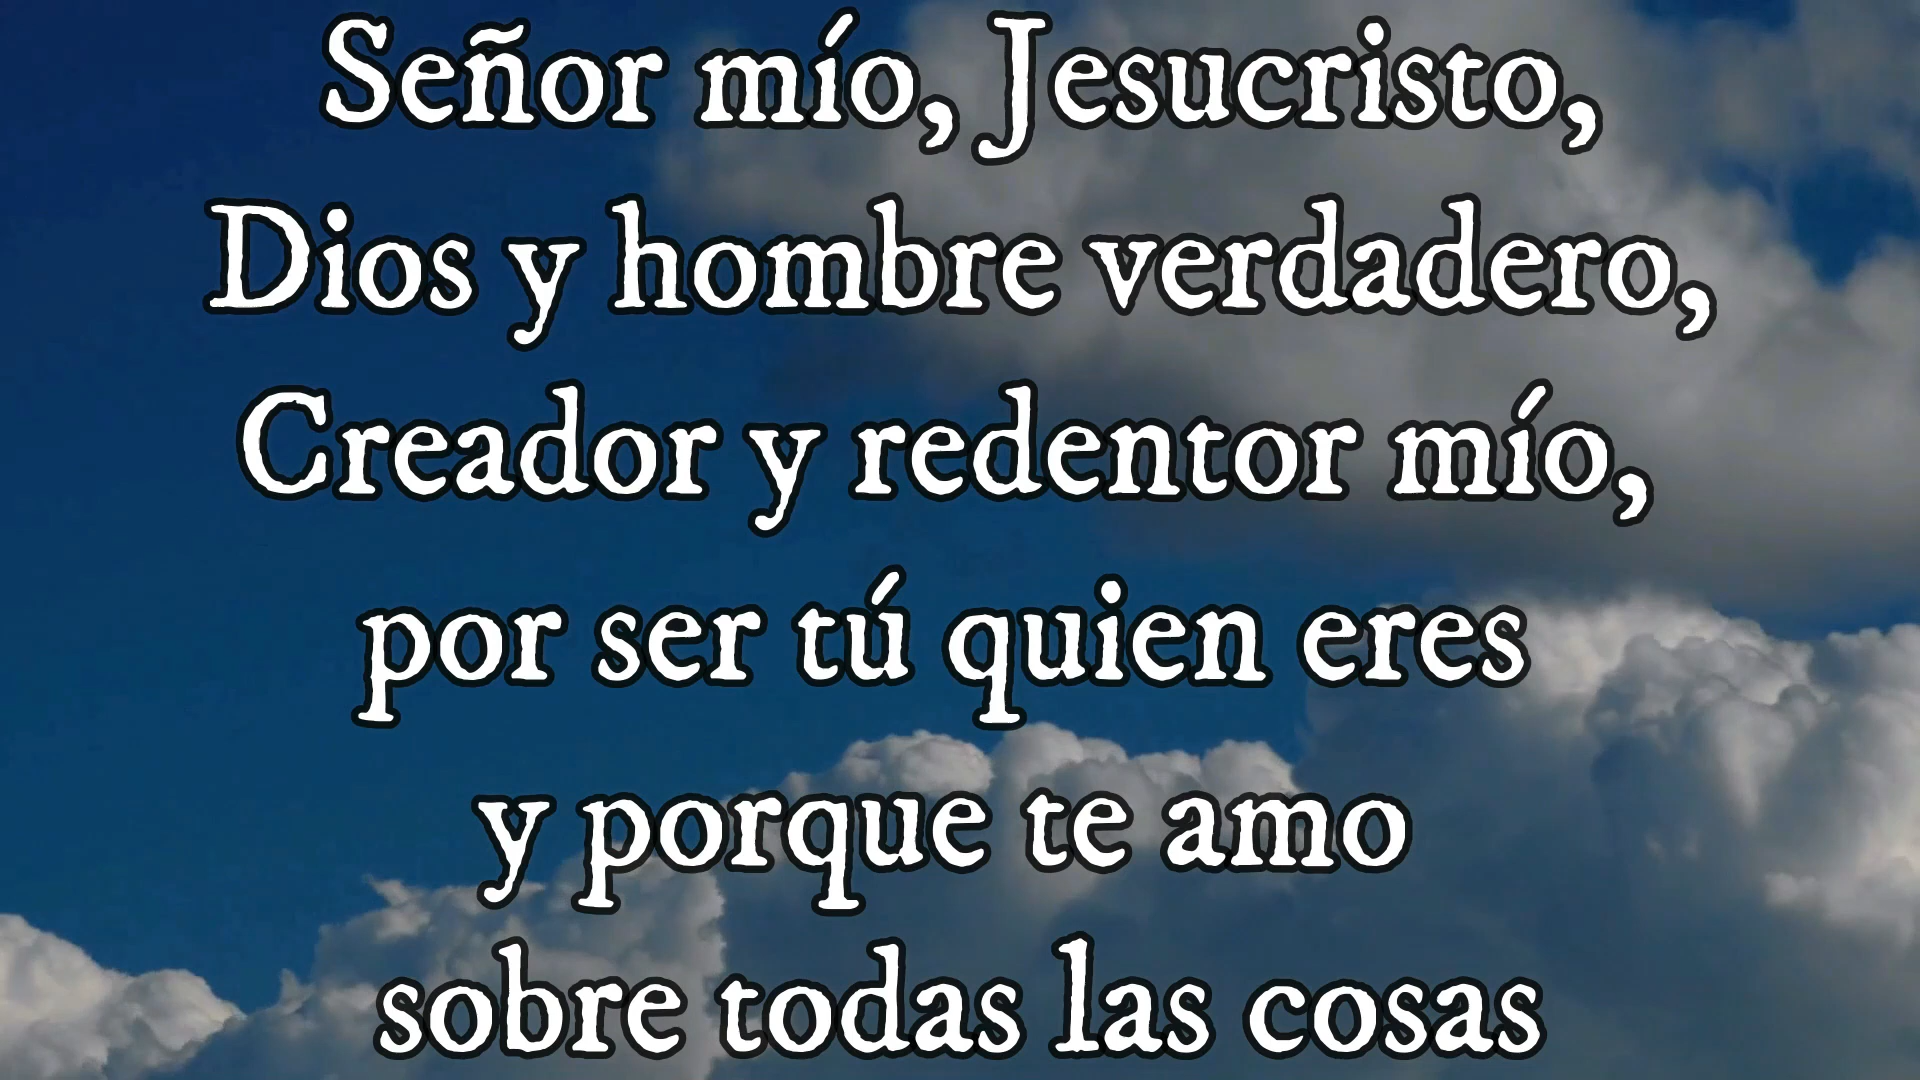 Señor mío, Jesucristo,
Dios y hombre verdadero,
Creador y redentor mío,
por ser tú quien eres
y porque te amo
sobre todas las cosas